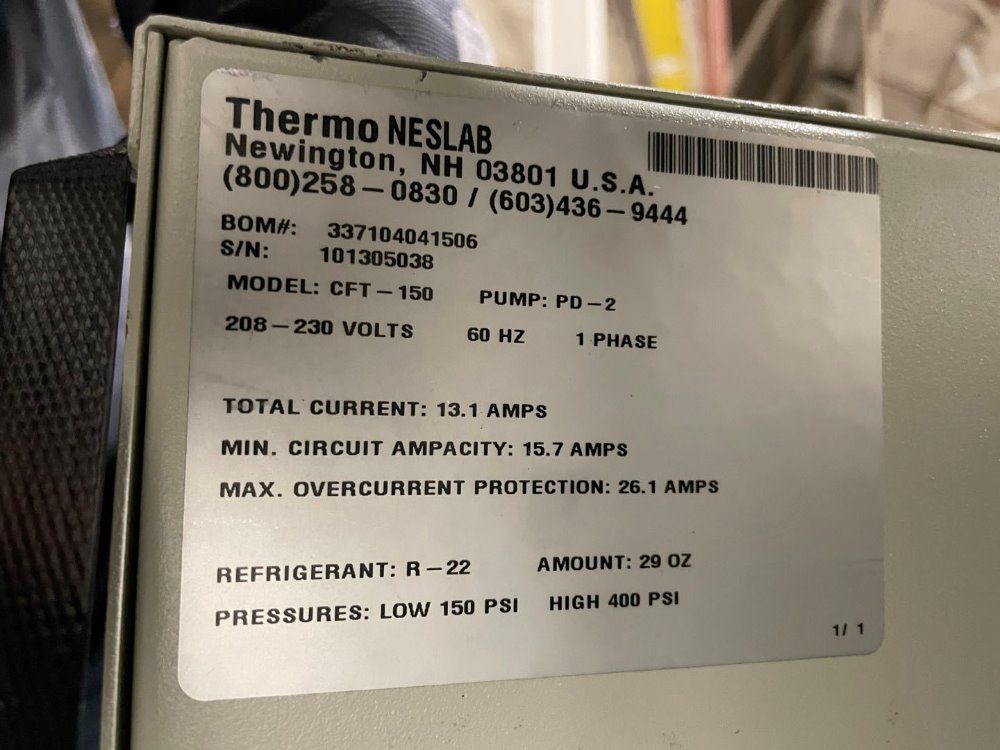 Thermo NESLAB
Newington, NH 03801 U.S.A.
(800)258-0830 / (603)436-9444
BOM#: 337104041506
S/N: 101305038
MODEL: CFT-150 PUMP: PD-2
208-230 VOLTS 60 HZ 1 PHASE
TOTAL CURRENT: 13.1 AMPS
MIN. CIRCUIT AMPACITY: 15.7 AMPS
MAX. OVERCURRENT PROTECTION: 26.1 AMPS
REFRIGERANT: R-22 AMOUNT: 29 OZ
PRESSURES: LOW 150 PSI HIGH 400 PSI
1/ 1